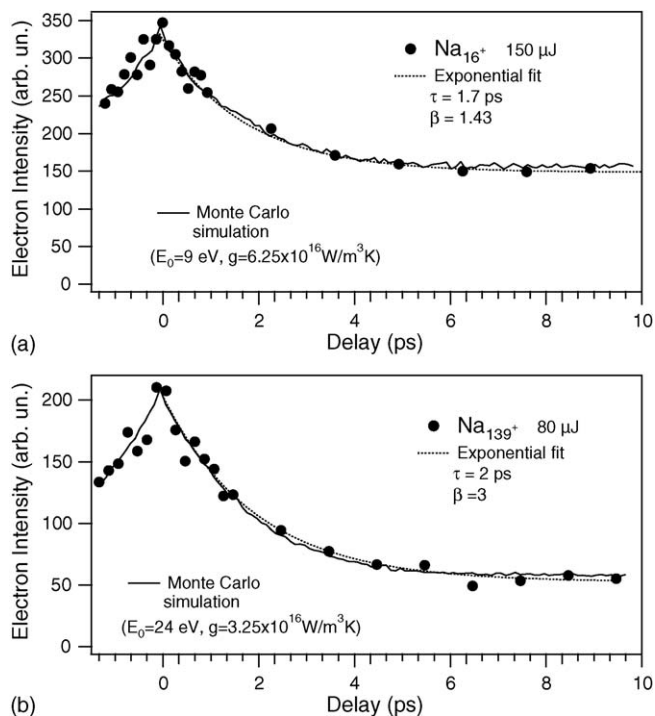 350
300
250
200
150
100
50
0
Electron Intensity (arb. un.)
Na16+ 150 µJ
Exponential fit
τ = 1.7 ps
β = 1.43
Monte Carlo
simulation
(E0=9 eV, g=6.25x10^16W/m^3K)
0 2 4 6 8 10
(a)
Delay (ps)
200
150
100
50
0
Electron Intensity (arb. un.)
Na139+ 80 µJ
Exponential fit
τ = 2 ps
β =3
Monte Carlo
simulation
(E0=24 eV, g=3.25x10^16W/m^3K)
0 2 4 6 8 10
(b)
Delay (ps)